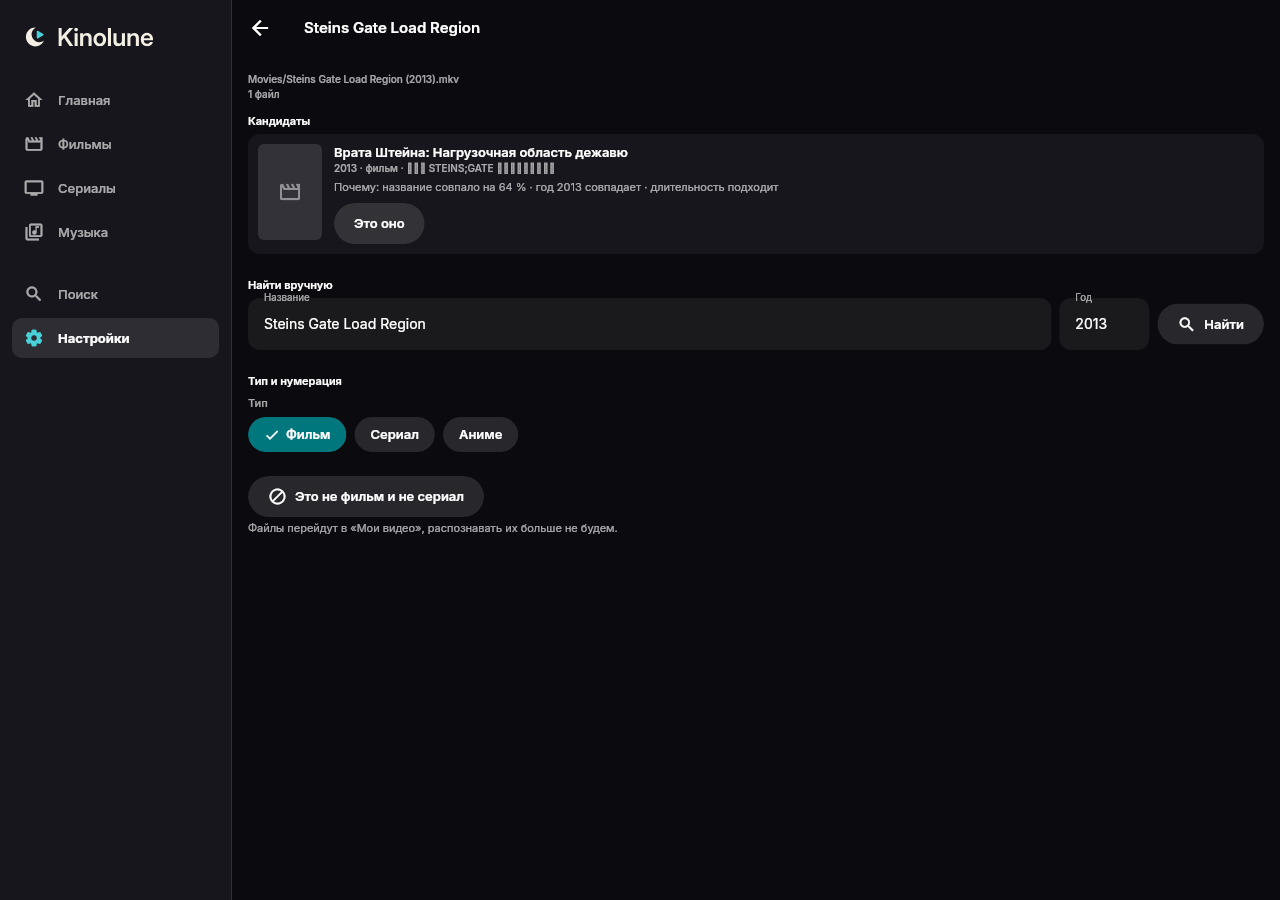 Kinolune
Главная
Фильмы
Сериалы
Музыка
Поиск
Настройки
Steins Gate Load Region
Movies/Steins Gate Load Region (2013).mkv
1 файл
Кандидаты
Врата Штейна: Нагрузочная область дежавю
2013 · фильм · STEINS;GATE
Почему: название совпало на 64 % · год 2013 совпадает · длительность подходит
Это оно
Найти вручную
Название
Steins Gate Load Region
Год
2013
Найти
Тип и нумерация
Тип
Фильм
Сериал
Аниме
Это не фильм и не сериал
Файлы перейдут в «Мои видео», распознавать их больше не будем.